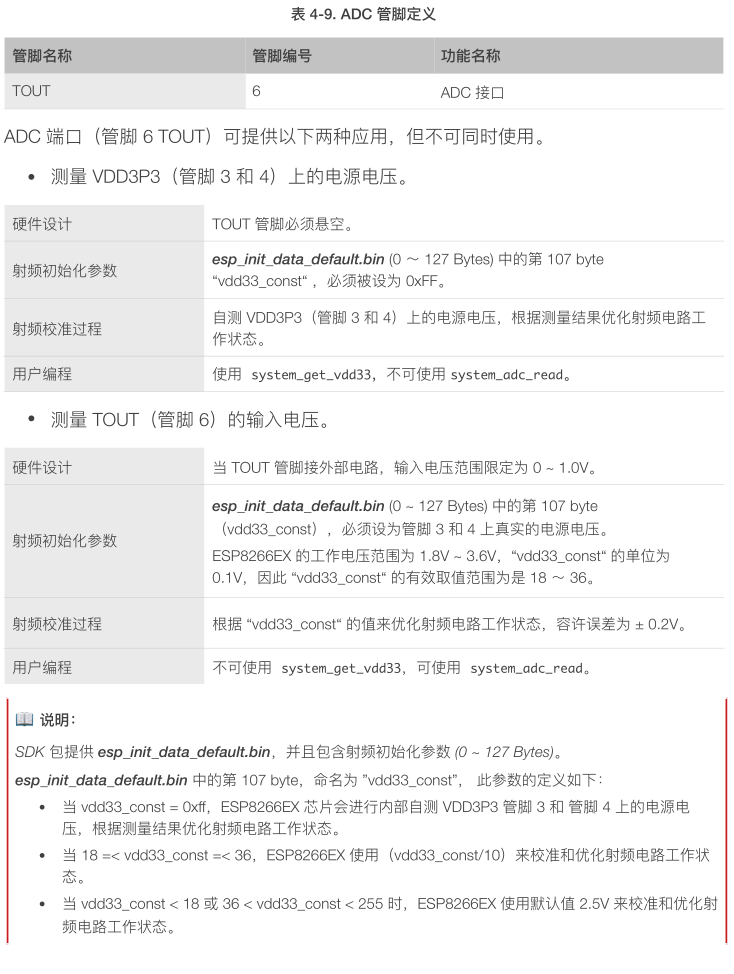 表 4-9. ADC 管脚定义
管脚名称 管脚编号 功能名称
TOUT 6 ADC 接口
ADC 端口（管脚 6 TOUT）可提供以下两种应用，但不可同时使用。
• 测量 VDD3P3（管脚 3 和 4）上的电源电压。
硬件设计 TOUT 管脚必须悬空。
射频初始化参数 esp_init_data_default.bin (0 ～ 127 Bytes) 中的第 107 byte
“vdd33_const“ ，必须被设为 0xFF。
射频校准过程 自测 VDD3P3（管脚 3 和 4）上的电源电压，根据测量结果优化射频电路工
作状态。
用户编程 使用 system_get_vdd33，不可使用 system_adc_read。
• 测量 TOUT（管脚 6）的输入电压。
硬件设计 当 TOUT 管脚接外部电路，输入电压范围限定为 0 ~ 1.0V。
射频初始化参数 esp_init_data_default.bin (0 ~ 127 Bytes) 中的第 107 byte
（vdd33_const），必须设为管脚 3 和 4 上真实的电源电压。
ESP8266EX 的工作电压范围为 1.8V ~ 3.6V，“vdd33_const“ 的单位为
0.1V，因此 “vdd33_const“ 的有效取值范围为是 18 ～ 36。
射频校准过程 根据 “vdd33_const“ 的值来优化射频电路工作状态，容许误差为 ± 0.2V。
用户编程 不可使用 system_get_vdd33，可使用 system_adc_read。
说明：
SDK 包提供 esp_init_data_default.bin，并且包含射频初始化参数 (0 ~ 127 Bytes)。
esp_init_data_default.bin 中的第 107 byte，命名为 ”vdd33_const”， 此参数的定义如下：
• 当 vdd33_const = 0xff，ESP8266EX 芯片会进行内部自测 VDD3P3 管脚 3 和 管脚 4 上的电源电
压，根据测量结果优化射频电路工作状态。
• 当 18 =< vdd33_const =< 36，ESP8266EX 使用（vdd33_const/10）来校准和优化射频电路工作状
态。
• 当 vdd33_const < 18 或 36 < vdd33_const < 255 时，ESP8266EX 使用默认值 2.5V 来校准和优化射
频电路工作状态。